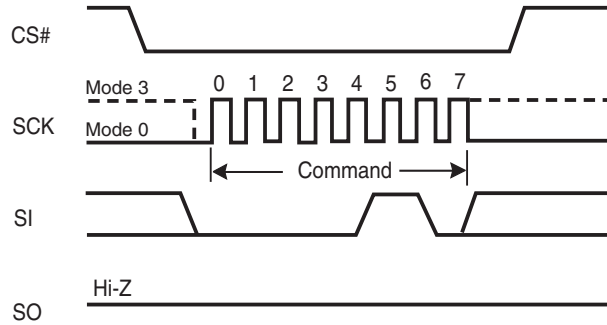 CS#
Mode 3
0 1 2 3 4 5 6 7
SCK
Mode 0
Command
SI
Hi-Z
SO